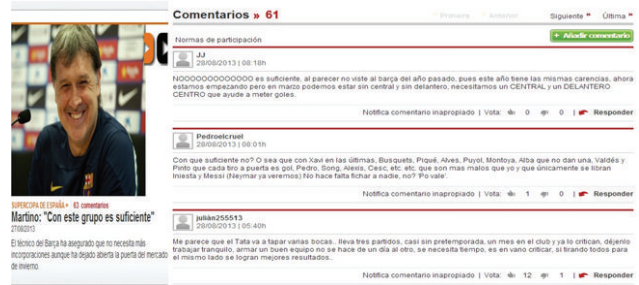 SUPERCOPA DE ESPAÑA • 63 comentarios
Martino: "Con este grupo es suficiente"
27/08/2013
El técnico del Barça ha asegurado que no necesita más
incorporaciones aunque ha dejado abierta la puerta del mercado
de invierno.
Comentarios » 61
Primera Anterior Siguiente Última
Normas de participación
+ Añadir comentario
JJ
28/08/2013 | 08:18h
NOOOOOOOOOOOOO es suficiente, al parecer no viste al barça del año pasado, pues este año tiene las mismas carencias, ahora
estamos empezando pero en marzo podemos estar sin central y sin delantero, necesitamos un CENTRAL y un DELANTERO
CENTRO que ayude a meter goles.
Notifica comentario inapropiado | Vota: 0 0 | Responder
Pedroelcruel
28/08/2013 | 08:01h
Con que suficiente no? O sea que con Xavi en las últimas, Busquets, Piqué, Alves, Puyol, Montoya, Alba que no dan una, Valdés y
Pinto que cada tiro a puerta es gol, Pedro, Song, Alexis, Cesc, etc, etc, que son mas malos que yo y que únicamente se libran
Iniesta y Messi (Neymar ya veremos) No hace falta fichar a nadie, no? 'Po vale'.
Notifica comentario inapropiado | Vota: 1 0 | Responder
julián255513
28/08/2013 | 05:40h
Me parece que el Tata va a tapar varias bocas.. lleva tres partidos, casi sin pretemporada, un mes en el club y ya lo critican, déjenlo
trabajar tranquilo, armar un buen equipo no se hace de un día al otro, se necesita tiempo, es en vano criticar, si tirando todos para
el mismo lado se logran mejores resultados..
Notifica comentario inapropiado | Vota: 12 1 | Responder